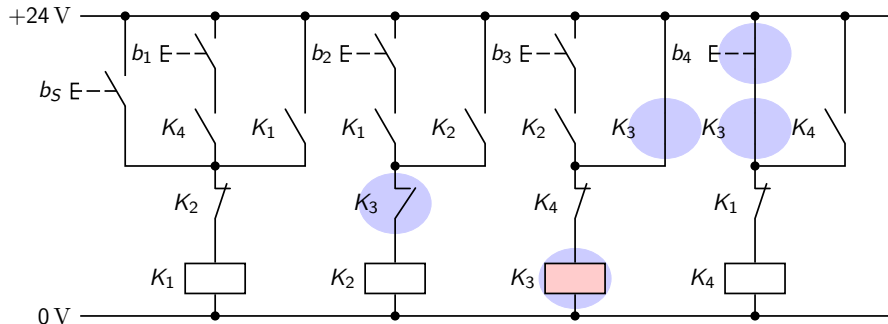 +24 V
b1 b2 b3 b4
bS
K4 K1 K1 K2 K2 K3 K3 K4
K2 K3 K4 K1
K1 K2 K3 K4
0 V